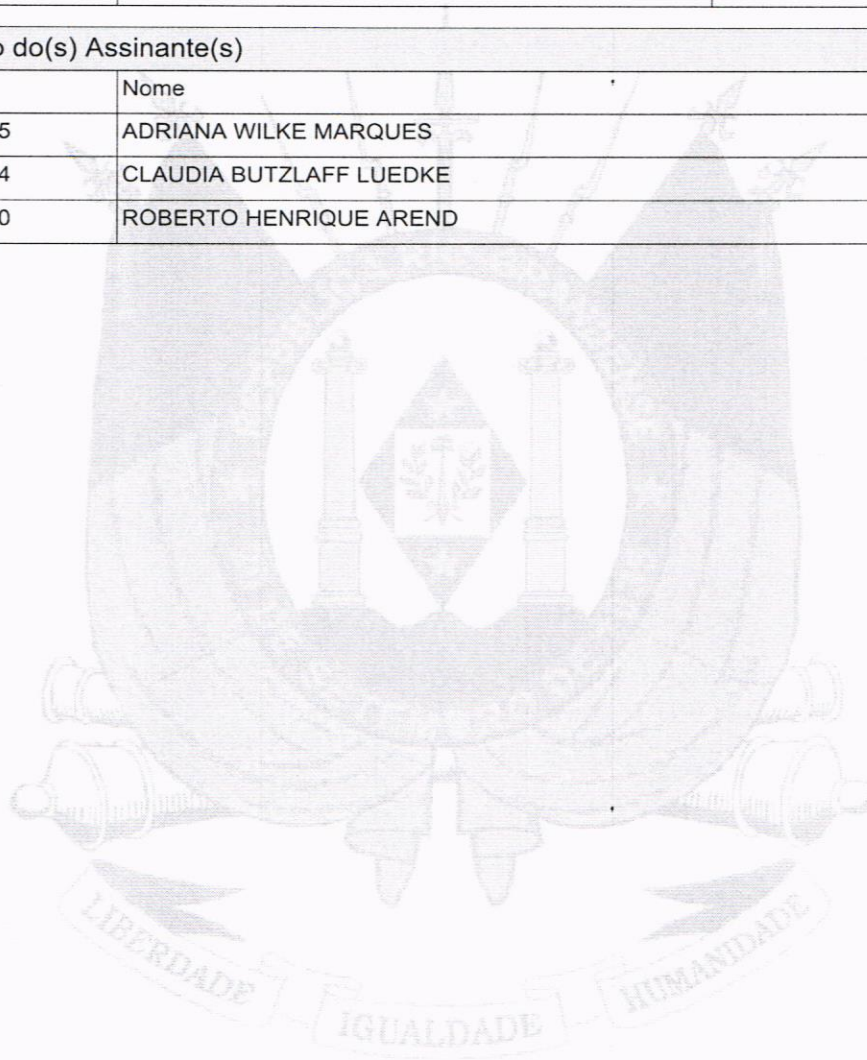 o do(s) Assinante(s)
Nome
5 ADRIANA WILKE MARQUES
4 CLAUDIA BUTZLAFF LUEDKE
0 ROBERTO HENRIQUE AREND
LIBERDADE IGUALDADE HUMANIDADE